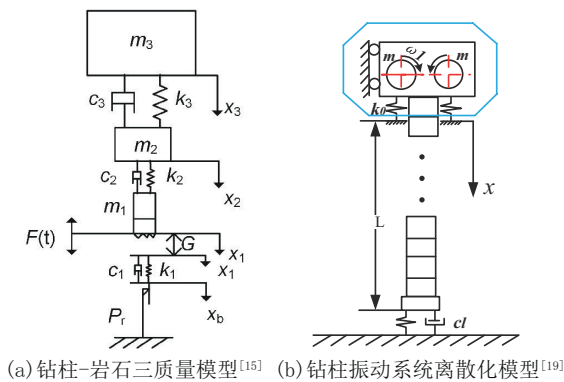 m3
c3
k3
x3
m2
c2
k2
x2
m1
F(t)
G
x1
x1
c1
k1
Pr
xb
m
ω1
m
k0
x
L
cl
(a)钻柱-岩石三质量模型[15]
(b)钻柱振动系统离散化模型[19]